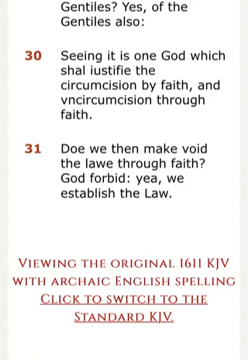 Gentiles? Yes, of the
Gentiles also:
30 Seeing it is one God which
shal iustifie the
circumcision by faith, and
vncircumcision through
faith.
31 Doe we then make void
the lawe through faith?
God forbid: yea, we
establish the Law.
Viewing the original 1611 KJV
with archaic English spelling
Click to switch to the
Standard KJV.